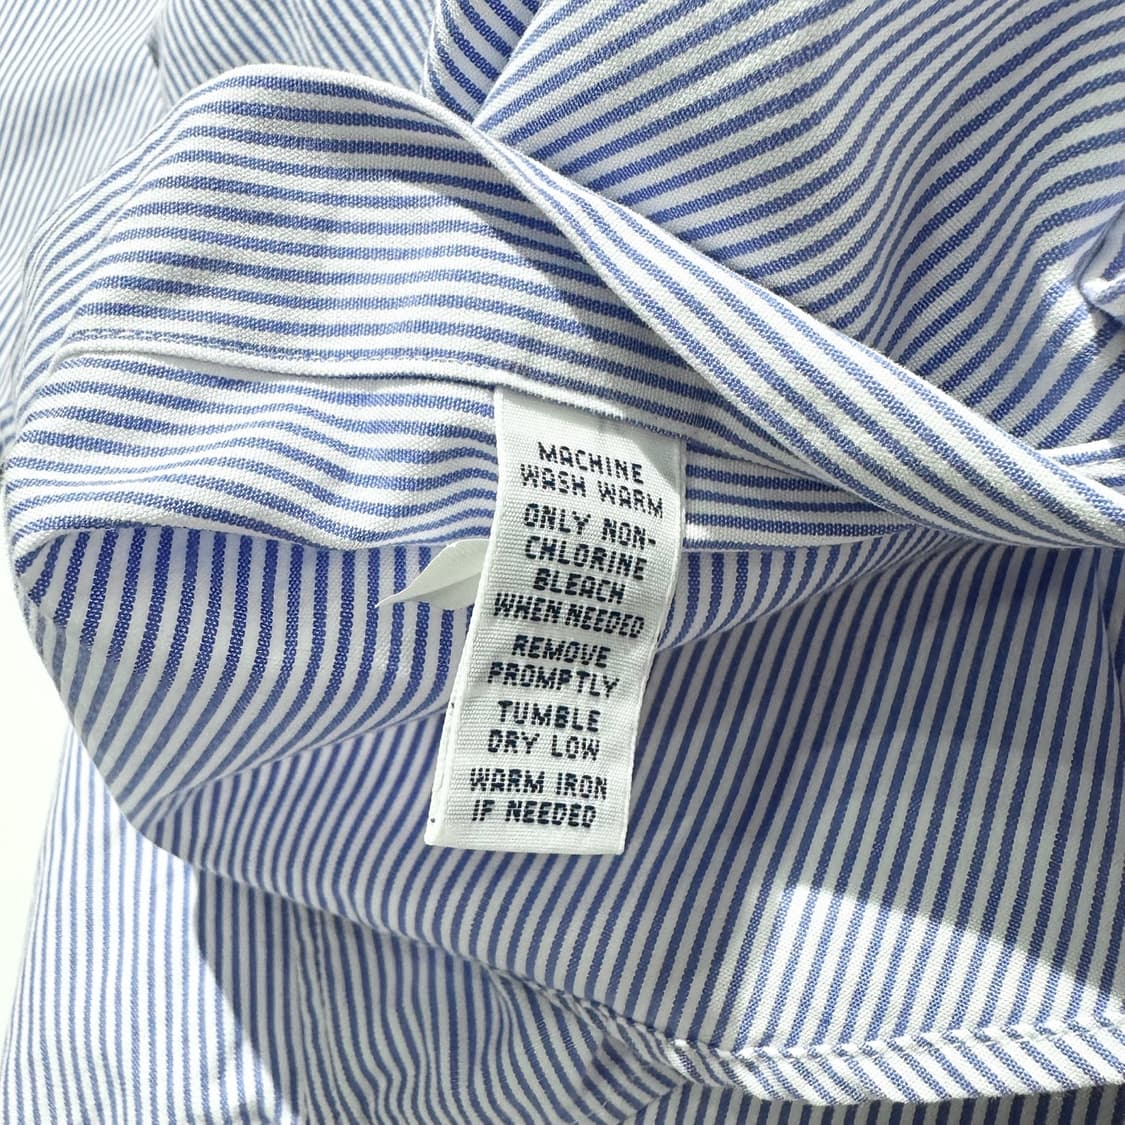 MACHINE
WASH WARM
ONLY NON-
CHLORINE
BLEACH
WHEN NEEDED
REMOVE
PROMPTLY
TUMBLE
DRY LOW
WARM IRON
IF NEEDED